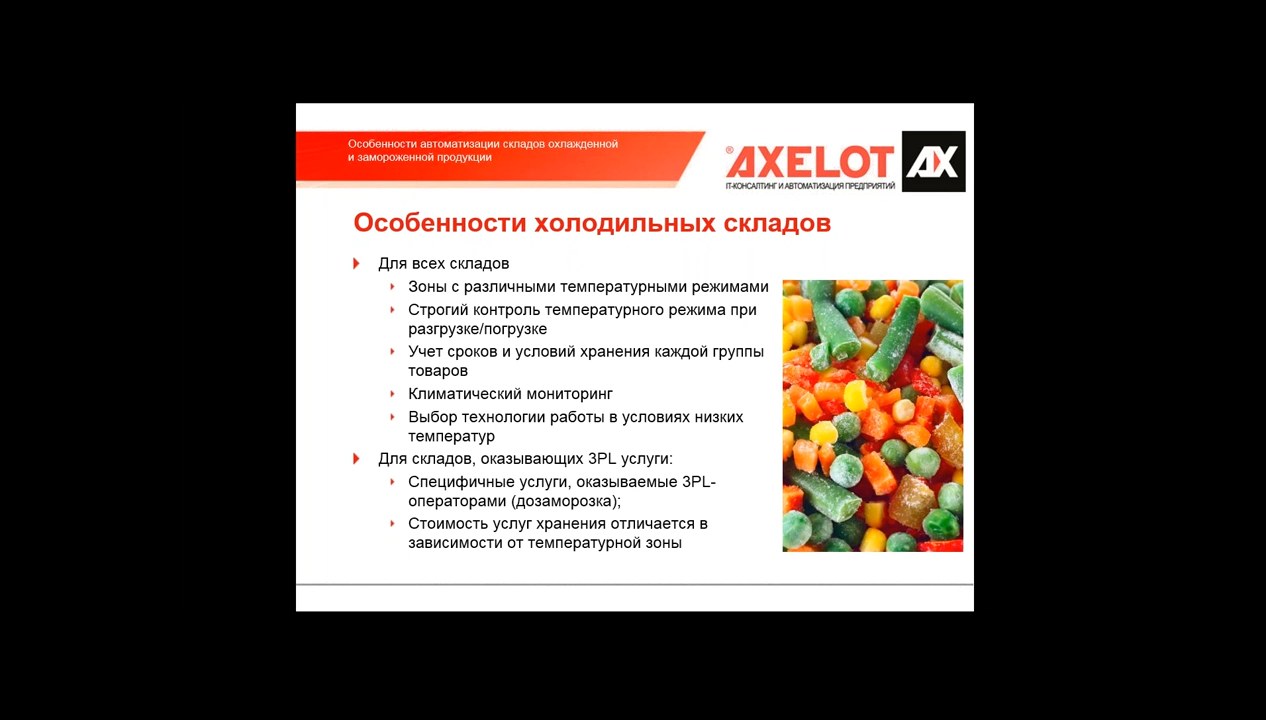 Особенности автоматизации складов охлажденной
и замороженной продукции
®AXELOT AX
IT-КОНСАЛТИНГ И АВТОМАТИЗАЦИЯ ПРЕДПРИЯТИЙ
Особенности холодильных складов
Для всех складов
Зоны с различными температурными режимами
Строгий контроль температурного режима при
разгрузке/погрузке
Учет сроков и условий хранения каждой группы
товаров
Климатический мониторинг
Выбор технологии работы в условиях низких
температур
Для складов, оказывающих 3PL услуги:
Специфичные услуги, оказываемые 3PL-
операторами (дозаморозка);
Стоимость услуг хранения отличается в
зависимости от температурной зоны